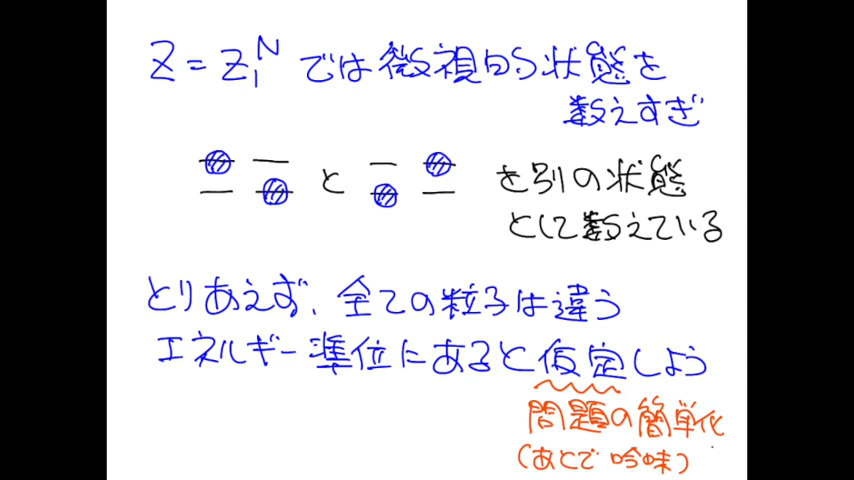 Z = Z₁ᴺ では微視的状態を
数えすぎ
と を別の状態
として数えている
とりあえず、全ての粒子は違う
エネルギー準位にあると仮定しよう
問題の簡単化
(あとで吟味)